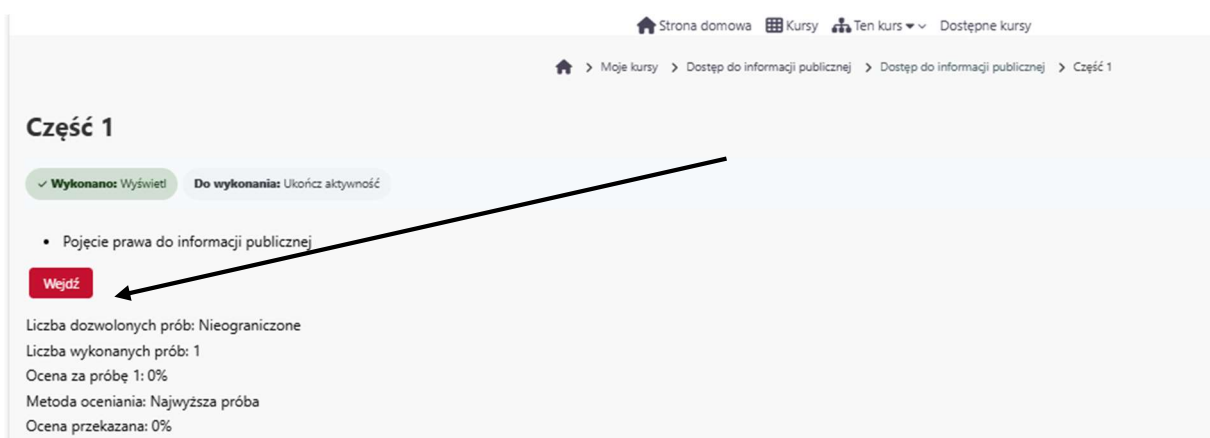 Strona domowa Kursy Ten kurs Dostępne kursy
> Moje kursy > Dostęp do informacji publicznej > Dostęp do informacji publicznej > Część 1
Część 1
✓ Wykonano: Wyświetl Do wykonania: Ukończ aktywność
• Pojęcie prawa do informacji publicznej
Wejdź
Liczba dozwolonych prób: Nieograniczone
Liczba wykonanych prób: 1
Ocena za próbę 1: 0%
Metoda oceniania: Najwyższa próba
Ocena przekazana: 0%